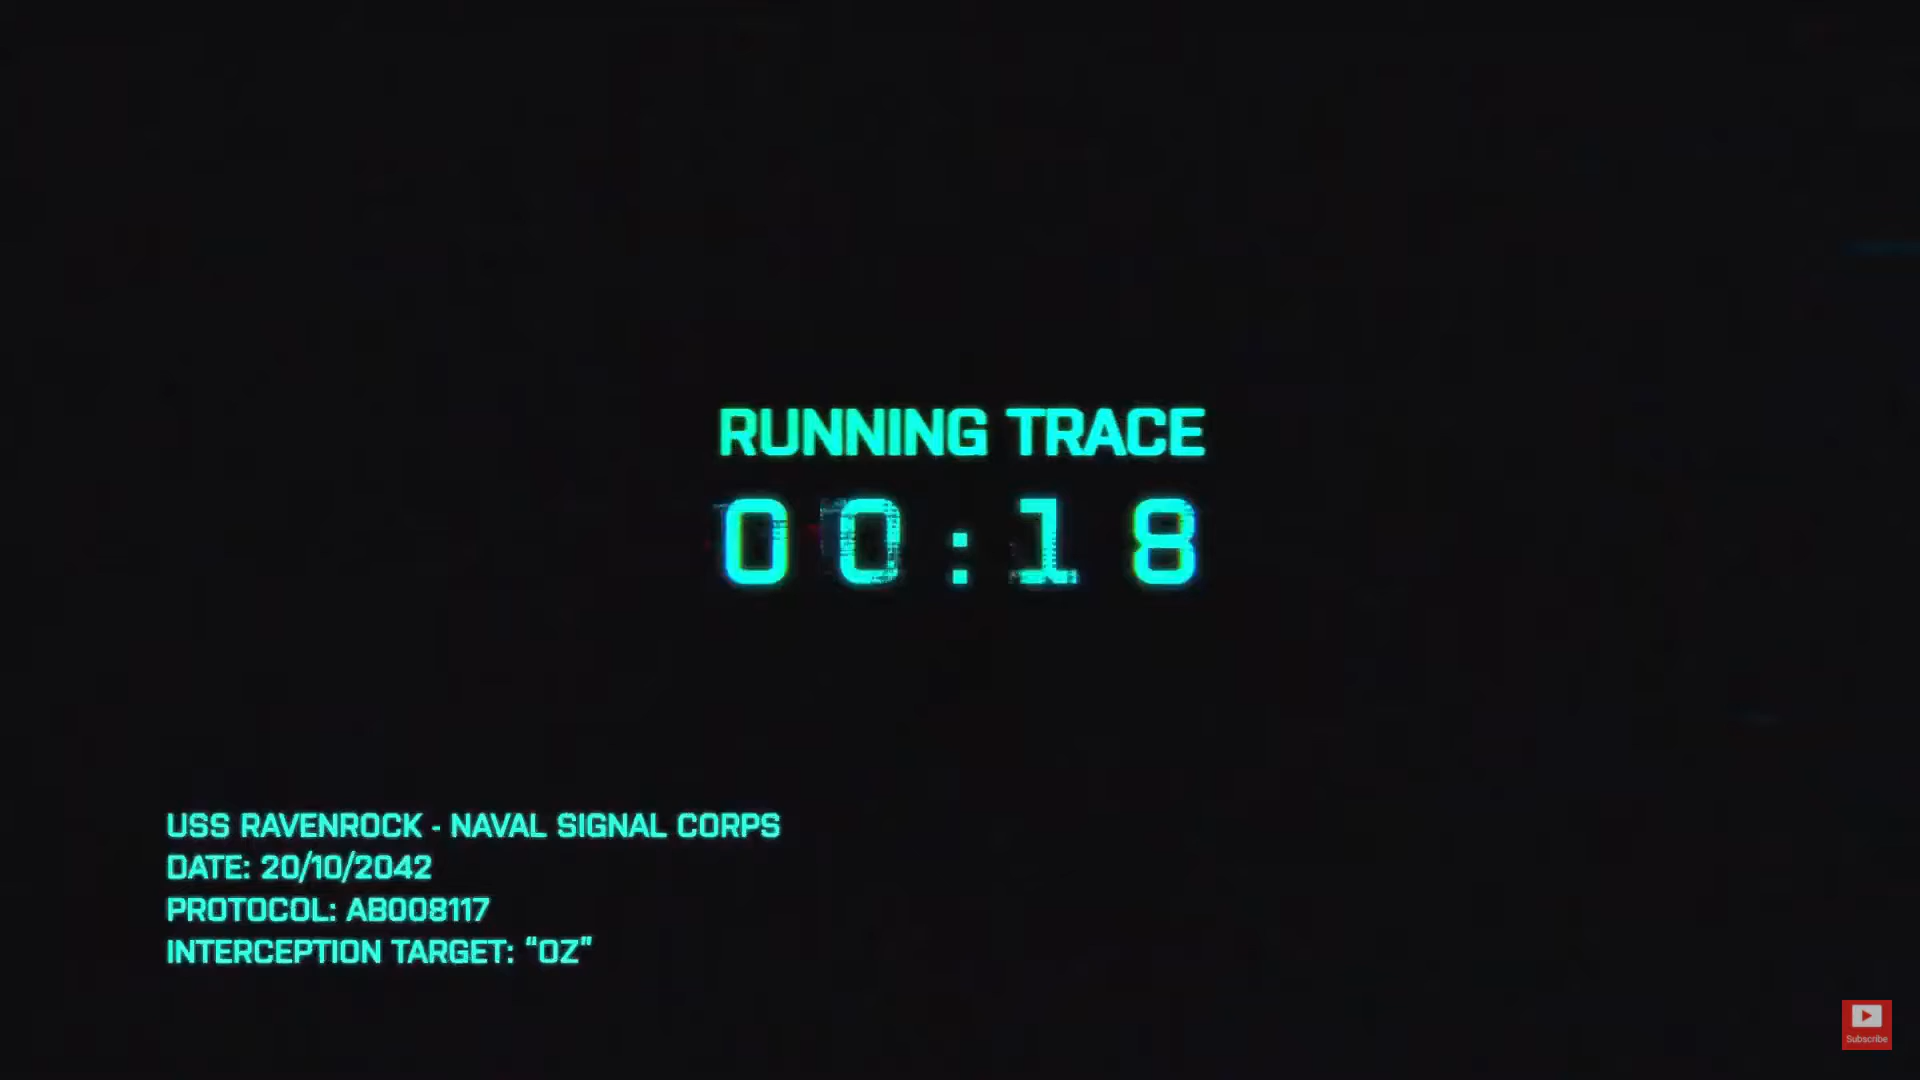 RUNNING TRACE
00:18
USS RAVENROCK - NAVAL SIGNAL CORPS
DATE: 20/10/2042
PROTOCOL: AB008117
INTERCEPTION TARGET: “OZ”
Subscribe